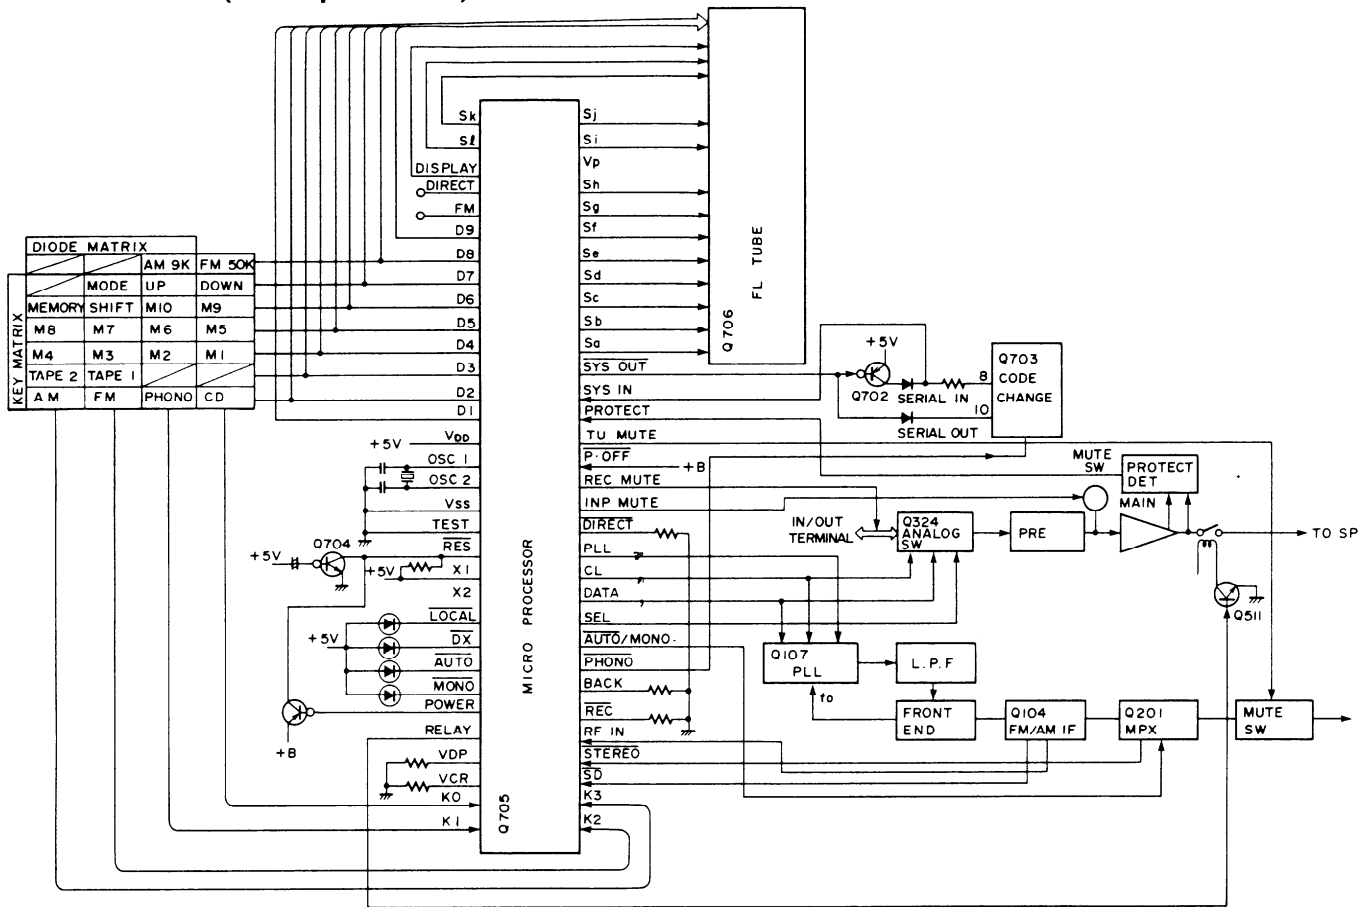 Sk
Sℓ
DISPLAY
DIRECT
FM
D9
D8
D7
D6
D5
D4
D3
D2
D1
VDD
OSC 1
OSC 2
VSS
TEST
RES
X1
X2
LOCAL
DX
AUTO
MONO
POWER
RELAY
VDP
VCR
K0
K1
Sj
Si
Vp
Sh
Sg
Sf
Se
Sd
Sc
Sb
Sa
SYS OUT
SYS IN
PROTECT
TU MUTE
P·OFF
REC MUTE
INP MUTE
DIRECT
PLL
CL
DATA
SEL
AUTO/MONO
PHONO
BACK
REC
RF IN
STEREO
SD
K3
K2
MICRO PROCESSOR
Q705
FL TUBE
Q706
DIODE MATRIX
AM 9K FM 50K
MODE UP DOWN
MEMORY SHIFT M10 M9
M8 M7 M6 M5
M4 M3 M2 M1
TAPE 2 TAPE 1
AM FM PHONO CD
KEY MATRIX
+5V
+5V
Q704
+5V
+5V
+B
+5V
Q702
SERIAL IN
SERIAL OUT
8
10
Q703
CODE
CHANGE
+B
MUTE
SW
PROTECT
DET
MAIN
IN/OUT
TERMINAL
Q324
ANALOG
SW
PRE
TO SP
Q511
Q107
PLL
L.P.F
fo
FRONT
END
Q104
FM/AM IF
Q201
MPX
MUTE
SW